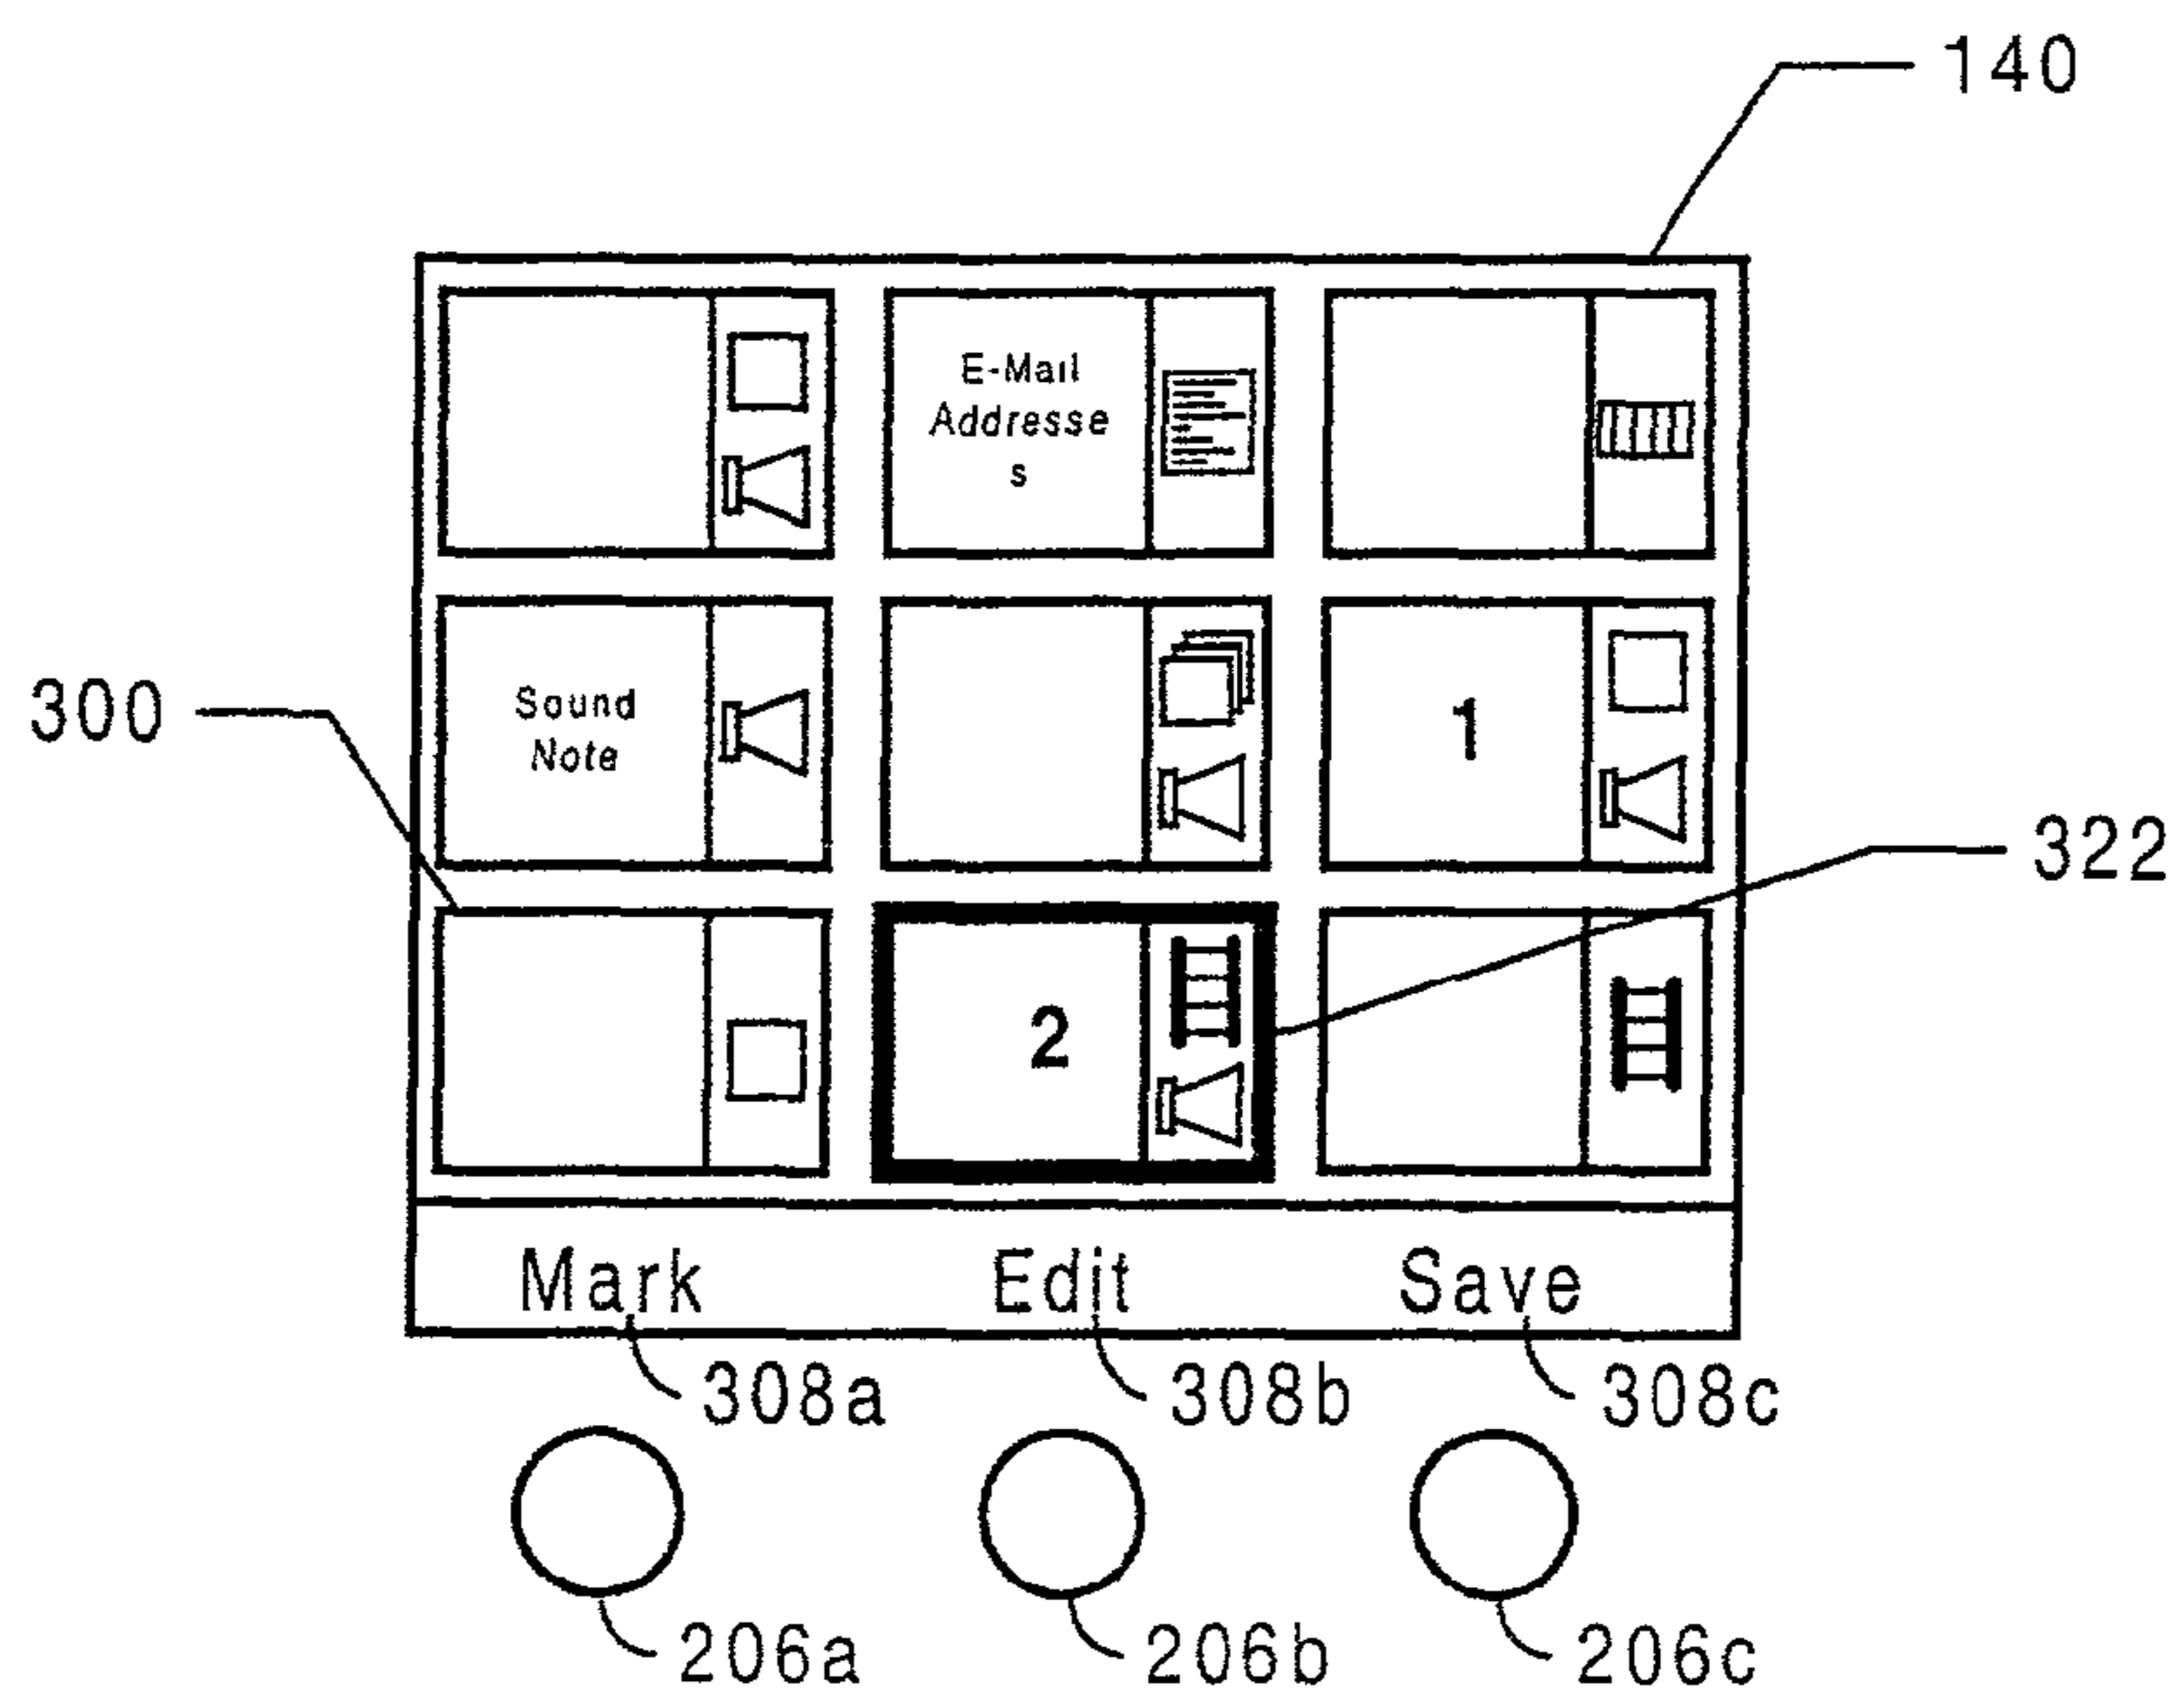 140
E-Mail
Addresse
s
300
Sound
Note
1
322
2
Mark Edit Save
308a 308b 308c
206a 206b 206c